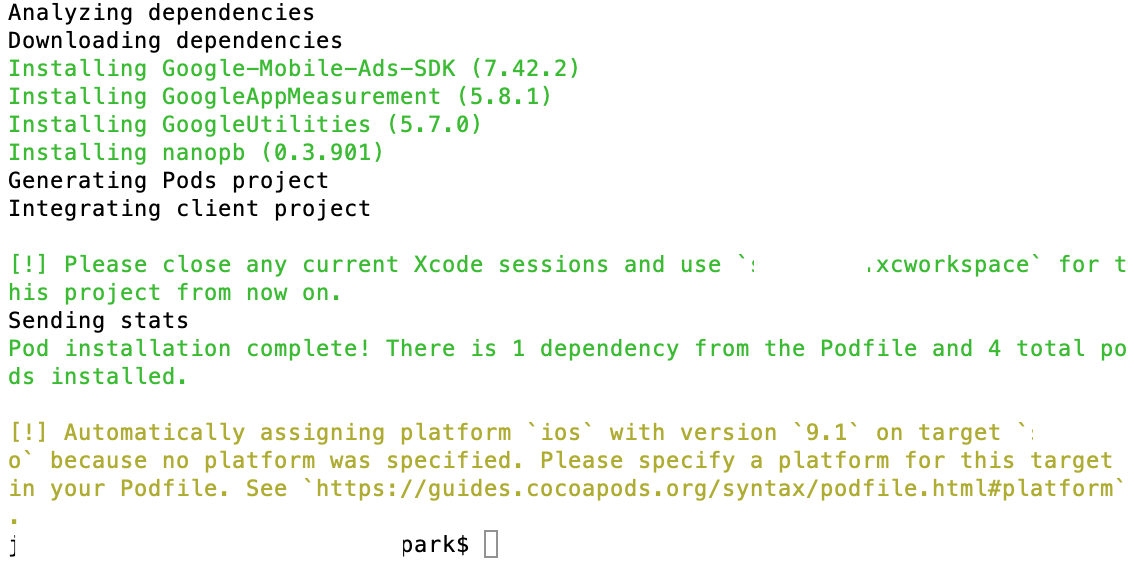 Analyzing dependencies
Downloading dependencies
Installing Google-Mobile-Ads-SDK (7.42.2)
Installing GoogleAppMeasurement (5.8.1)
Installing GoogleUtilities (5.7.0)
Installing nanopb (0.3.901)
Generating Pods project
Integrating client project
[!] Please close any current Xcode sessions and use `s .xcworkspace` for t
his project from now on.
Sending stats
Pod installation complete! There is 1 dependency from the Podfile and 4 total po
ds installed.
[!] Automatically assigning platform `ios` with version `9.1` on target `s
o` because no platform was specified. Please specify a platform for this target
in your Podfile. See `https://guides.cocoapods.org/syntax/podfile.html#platform`
.
j park$